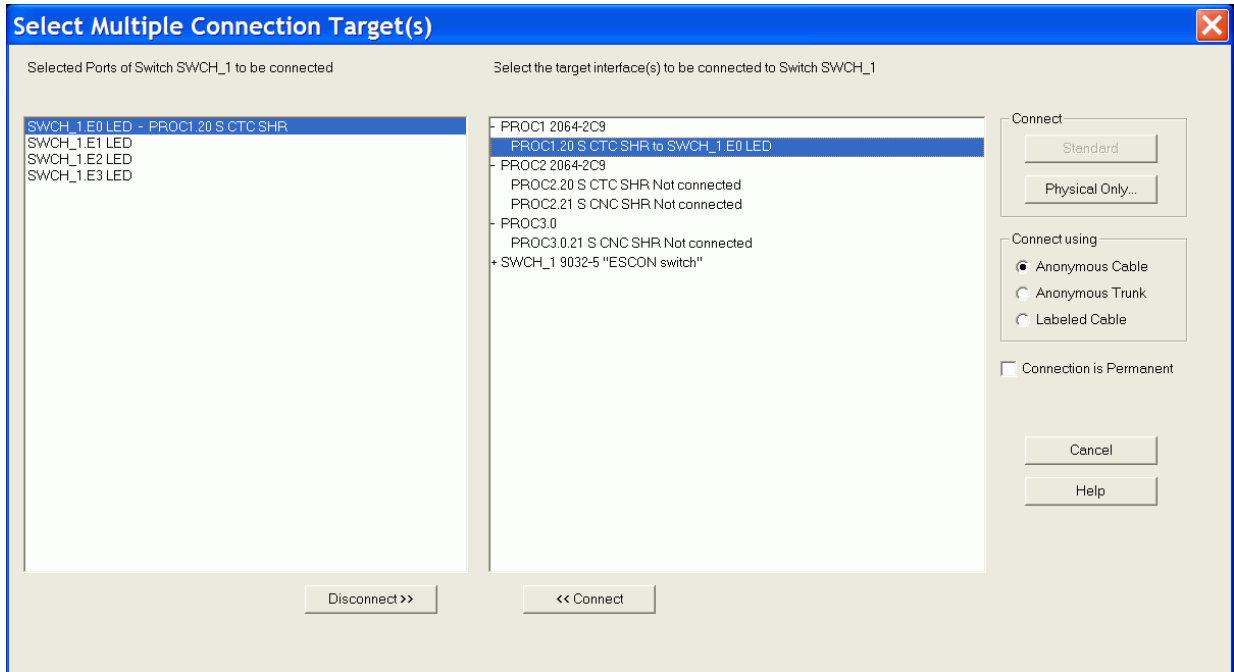 Select Multiple Connection Target(s)
Selected Ports of Switch SWCH_1 to be connected
Select the target interface(s) to be connected to Switch SWCH_1
SWCH_1.E0 LED - PROC1.20 S CTC SHR
SWCH_1.E1 LED
SWCH_1.E2 LED
SWCH_1.E3 LED
- PROC1 2064-2C9
PROC1.20 S CTC SHR to SWCH_1.E0 LED
- PROC2 2064-2C9
PROC2.20 S CTC SHR Not connected
PROC2.21 S CNC SHR Not connected
- PROC3.0
PROC3.0.21 S CNC SHR Not connected
+ SWCH_1 9032-5 "ESCON switch"
Connect
Standard
Physical Only...
Connect using
Anonymous Cable
Anonymous Trunk
Labeled Cable
Connection is Permanent
Cancel
Help
Disconnect >>
<< Connect